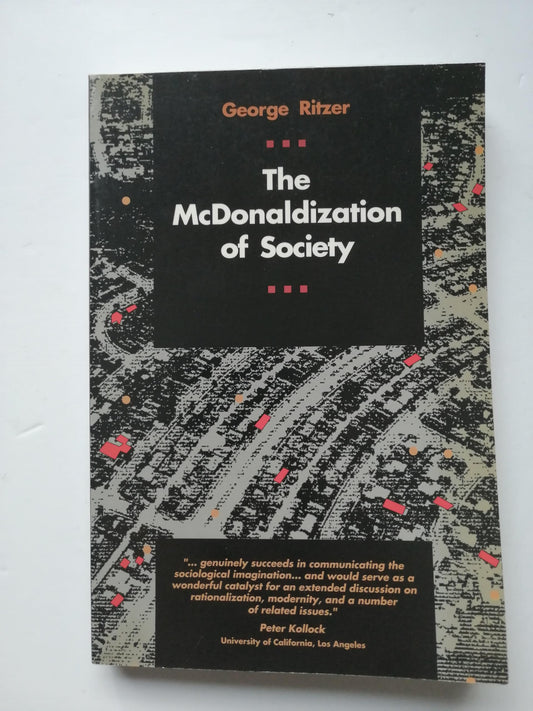 George Ritzer
The
McDonaldization
of Society
"... genuinely succeeds in communicating the
sociological imagination... and would serve as a
wonderful catalyst for an extended discussion on
rationalization, modernity, and a number
of related issues."
Peter Kollock
University of California, Los Angeles